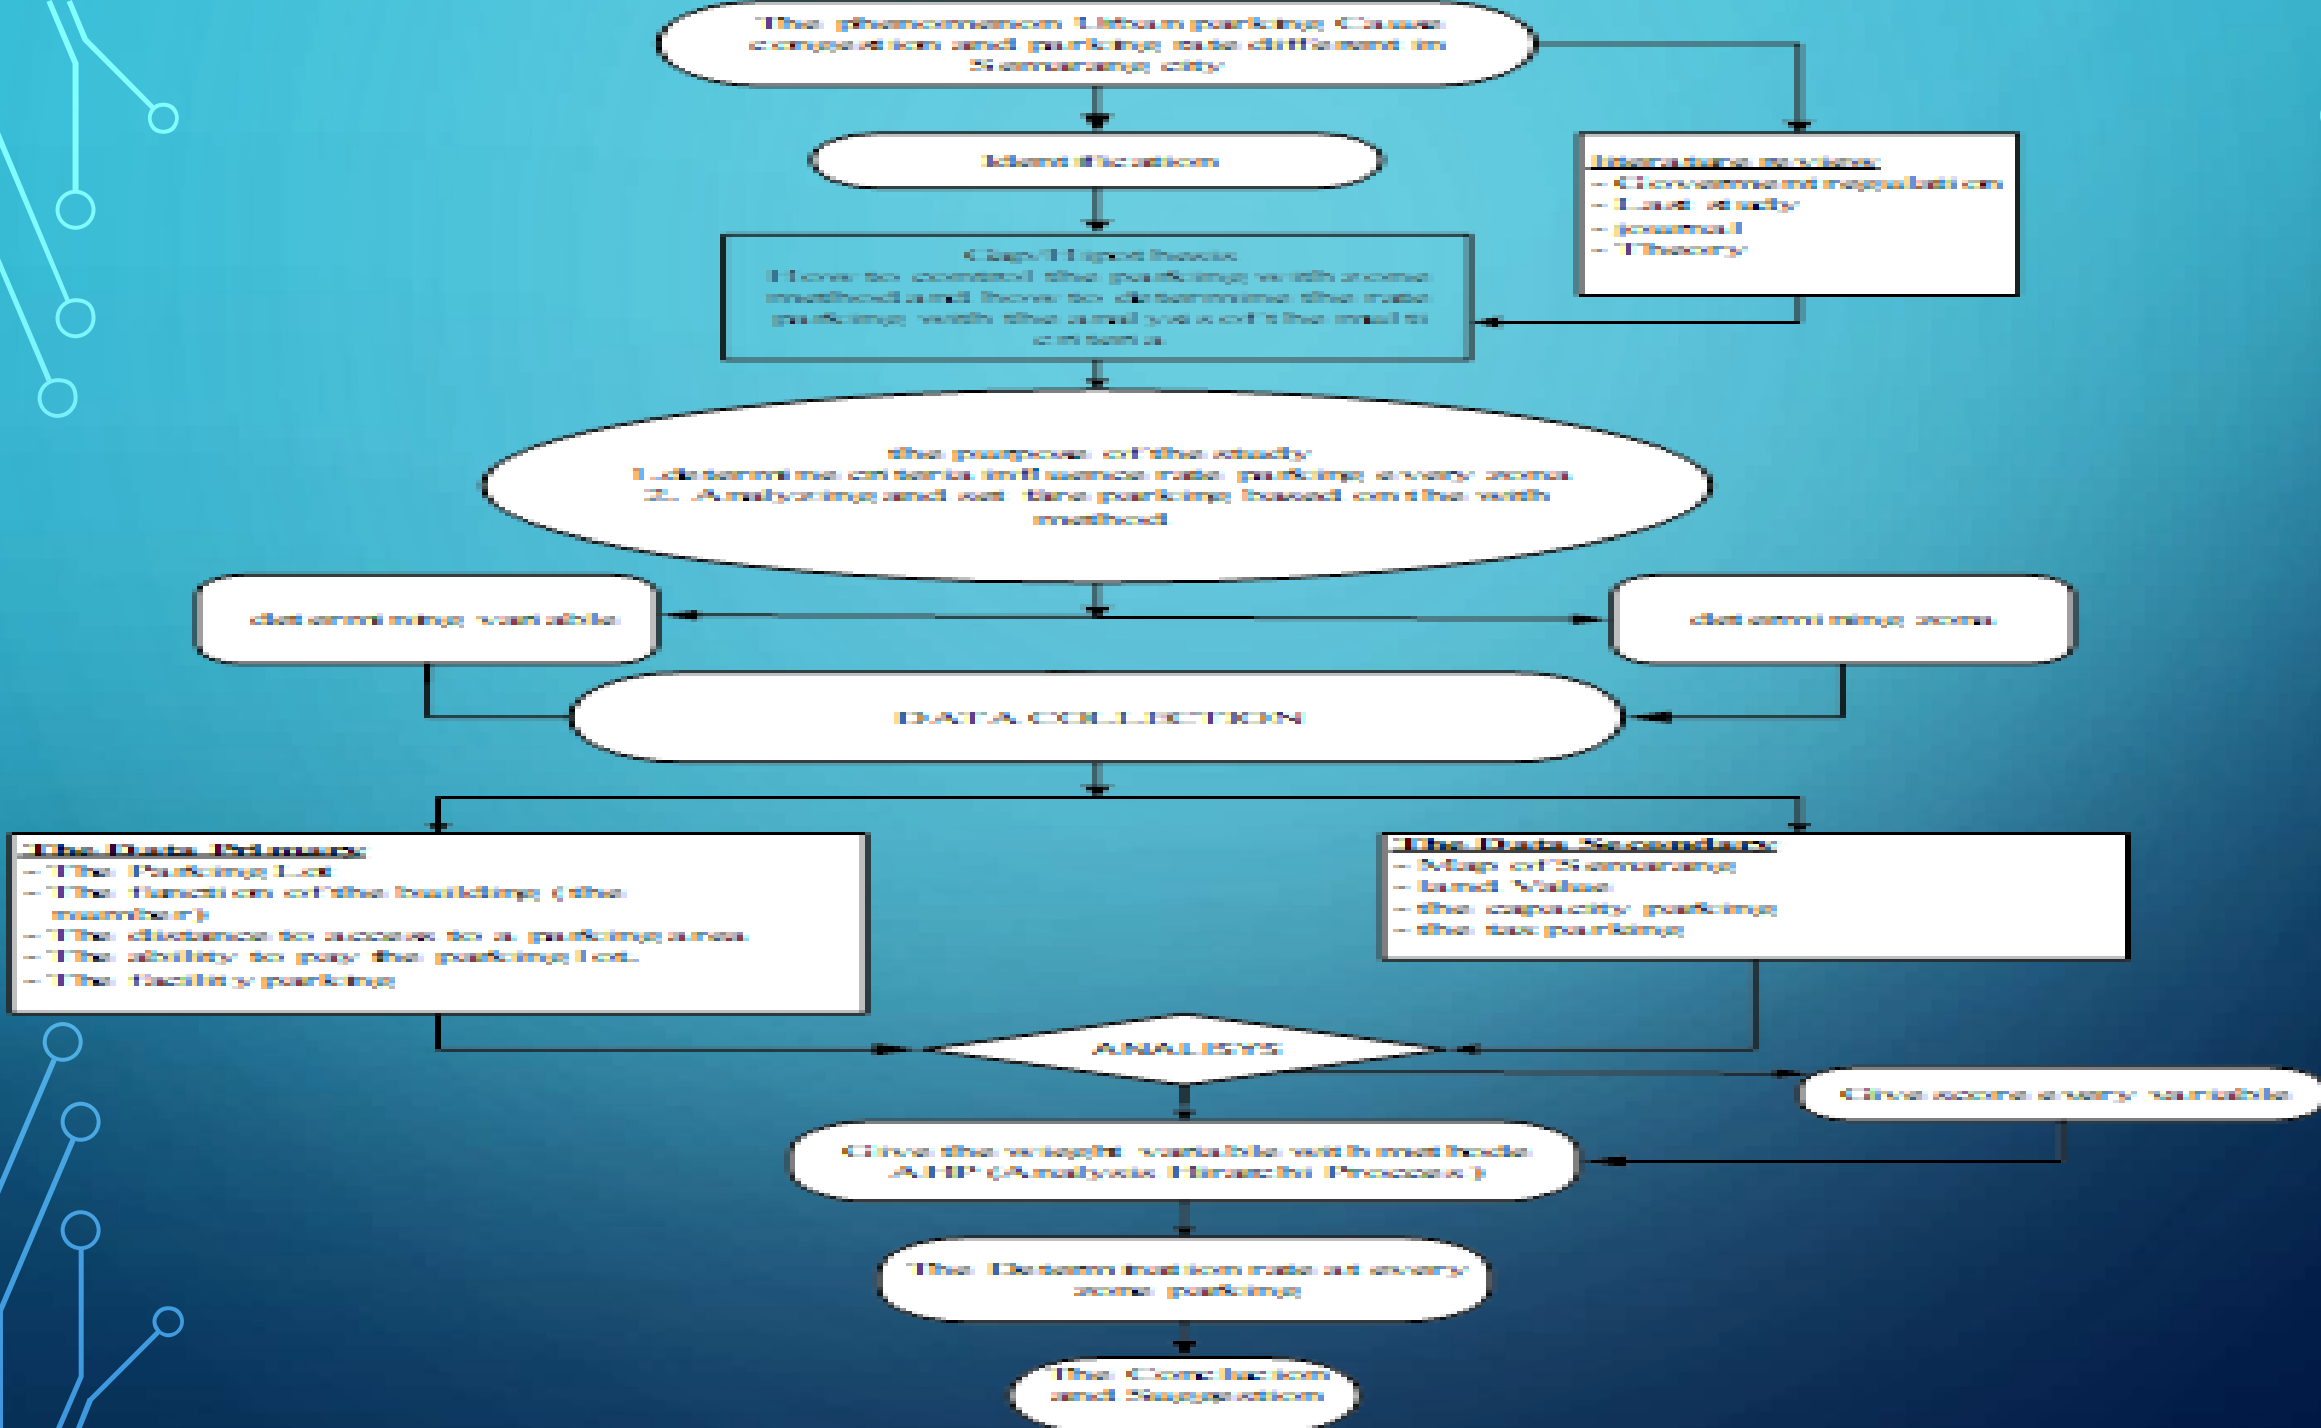 The phenomenon Urban parking Cause
congestion and parking rate different in
Semarang city
Identification
literature review:
- Goverment regulation
- Last study
- journal
- Theory
Gap/Hipothesis
How to control the parking with zone
method and how to determine the rate
parking with the analysis of the multi
criteria
the purpose of the study
1.determine criteria influence rate parking every zona
2. Analyzing and set the parking based on the with
method
determining variable
determining zona
DATA COLLECTION
The Data Primary:
- The Parking Lot
- The function of the building (the
number)
- The distance to access to a parking area
- The ability to pay the parking lot.
- The facility parking
The Data Secondary
- Map of Semarang
- land Value
- the capacity parking
- the tax parking
ANALISYS
Give score every variable
Give the wieght variable with methode
AHP (Analysis Hirarchi Process)
The Determination rate at every
zone parking
The Conclution
and Suggestion